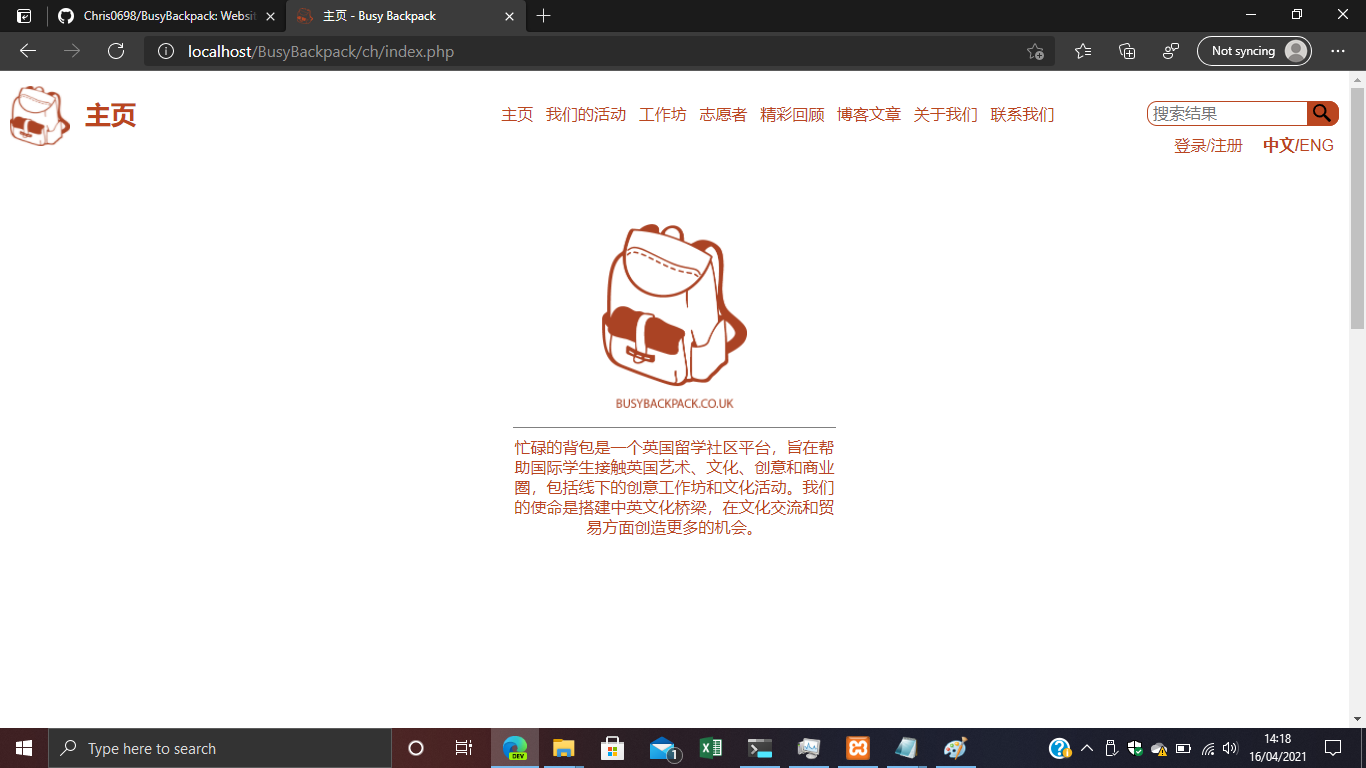 Chris0698/BusyBackpack: Websit
主页 - Busy Backpack
localhost/BusyBackpack/ch/index.php
Not syncing
主页
主页 我们的活动 工作坊 志愿者 精彩回顾 博客文章 关于我们 联系我们
搜索结果
登录/注册 中文/ENG
BUSYBACKPACK.CO.UK
忙碌的背包是一个英国留学社区平台，旨在帮
助国际学生接触英国艺术、文化、创意和商业
圈，包括线下的创意工作坊和文化活动。我们
的使命是搭建中英文化桥梁，在文化交流和贸
易方面创造更多的机会。
Type here to search
DEV
1
14:18
16/04/2021